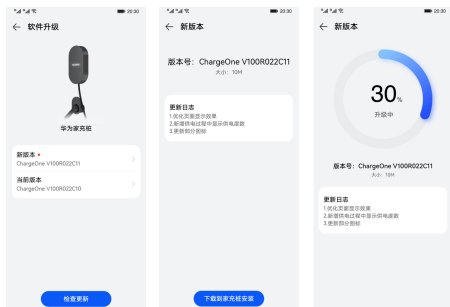 20:30
← 软件升级
华为家充桩
新版本
ChargeOne V100R022C11
当前版本
ChargeOne V100R022C10
检查更新
20:30
← 新版本
版本号：ChargeOne V100R022C11
大小：10M
更新日志
1.优化页面显示效果
2.新增供电过程中显示供电度数
3.更新部分图标
下载到家充桩安装
20:30
← 新版本
30%
升级中
版本号：ChargeOne V100R022C11
大小：10M
更新日志
1.优化页面显示效果
2.新增供电过程中显示供电度数
3.更新部分图标